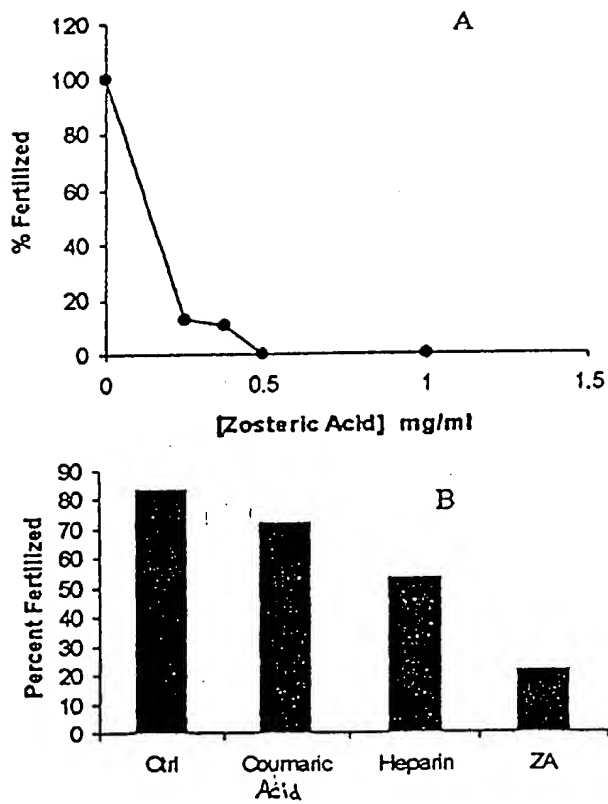 A
120
100
80
60
40
20
0
% Fertilized
0 0.5 1 1.5
[Zosteric Acid] mg/ml
B
90
80
70
60
50
40
30
20
10
0
Percent Fertilized
Ctrl Coumaric Heparin ZA
Acid